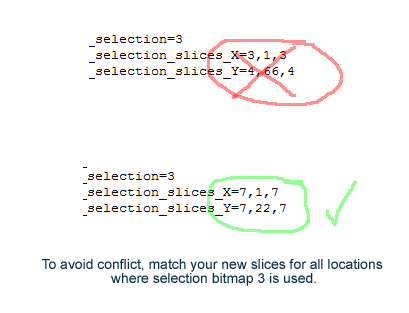 _selection=3
_selection_slices_X=3,1,3
_selection_slices_Y=4,66,4
_
_selection=3
_selection_slices_X=7,1,7
_selection_slices_Y=7,22,7
To avoid conflict, match your new slices for all locations
where selection bitmap 3 is used.